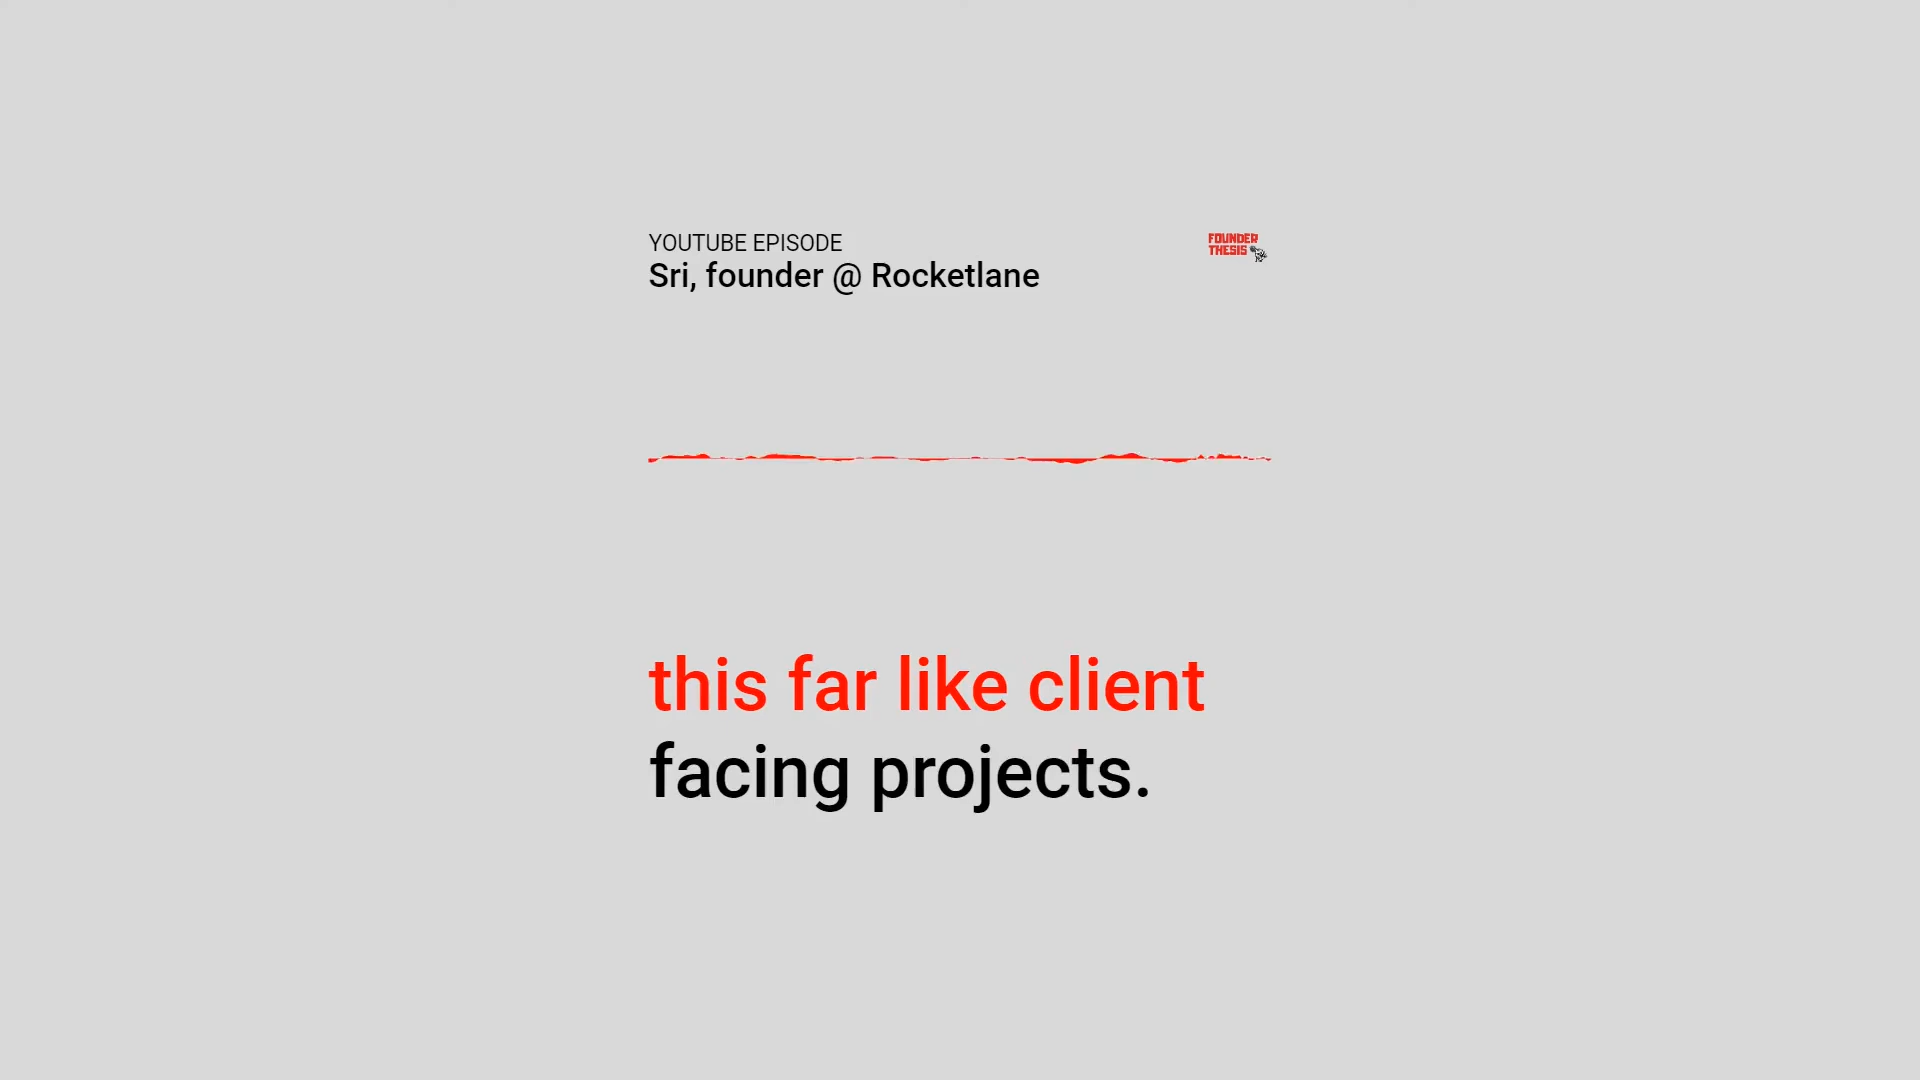 YOUTUBE EPISODE
Sri, founder @ Rocketlane
FOUNDER
THESIS
this far like client
facing projects.